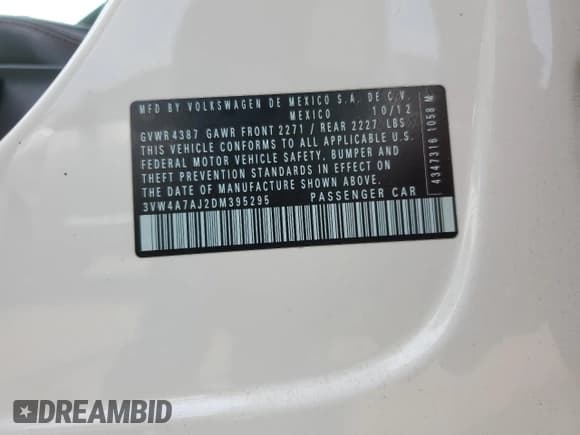 MFD BY VOLKSWAGEN DE MEXICO S.A. DE C.V.
MEXICO 10/12
GVWR4387 GAWR FRONT 2271 / REAR 2227 LBS
THIS VEHICLE CONFORMS TO ALL APPLICABLE U.S.
FEDERAL MOTOR VEHICLE SAFETY, BUMPER AND
THEFT PREVENTION STANDARDS IN EFFECT ON THE
DATE OF MANUFACTURE SHOWN ABOVE.
3VW4A7AJ2DM395295 PASSENGER CAR
4347316 1058 M
DREAMBID